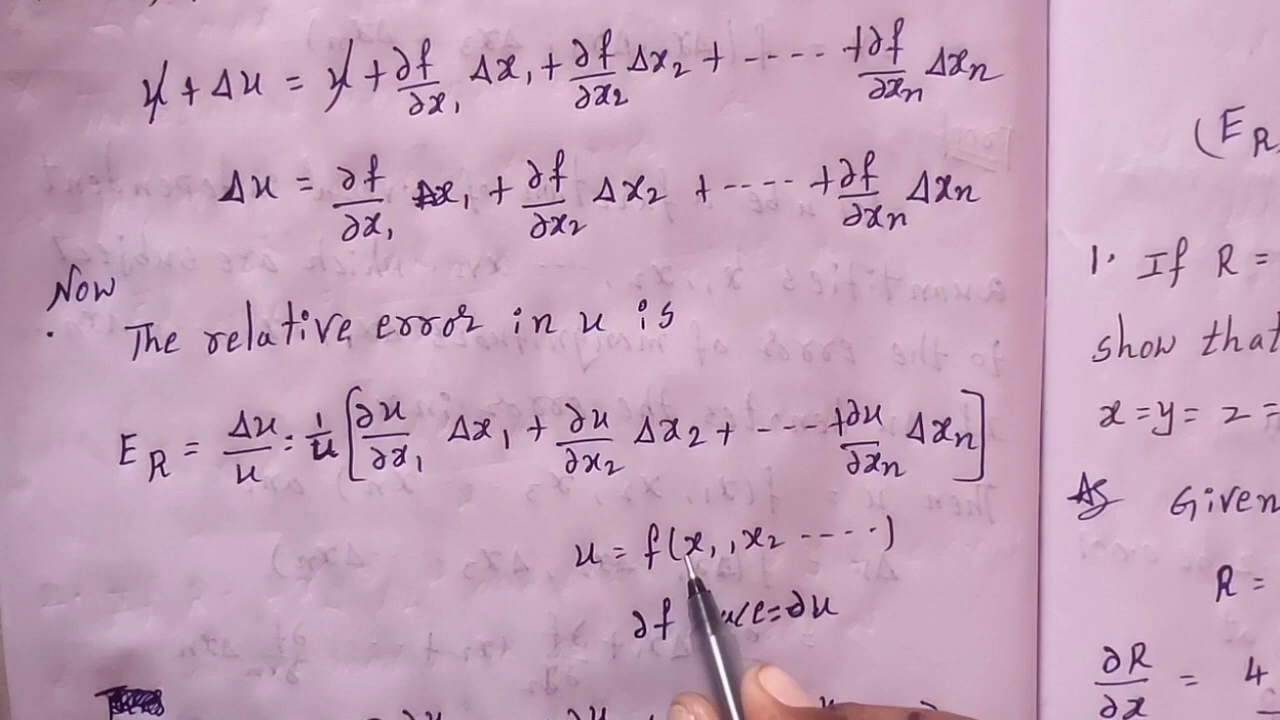 u + Δu = u + ∂f/∂x₁ Δx₁ + ∂f/∂x₂ Δx₂ + ---- + ∂f/∂xₙ Δxₙ
Δu = ∂f/∂x₁ Δx₁ + ∂f/∂x₂ Δx₂ + ---- + ∂f/∂xₙ Δxₙ
Now
The relative error in u is
E_R = Δu/u = 1/u [∂u/∂x₁ Δx₁ + ∂u/∂x₂ Δx₂ + --- + ∂u/∂xₙ Δxₙ]
u = f(x₁, x₂ -----)
∂f = ∂u
(E_R
1. If R =
show that
x = y = z =
As Given
R =
∂R/∂x = 4